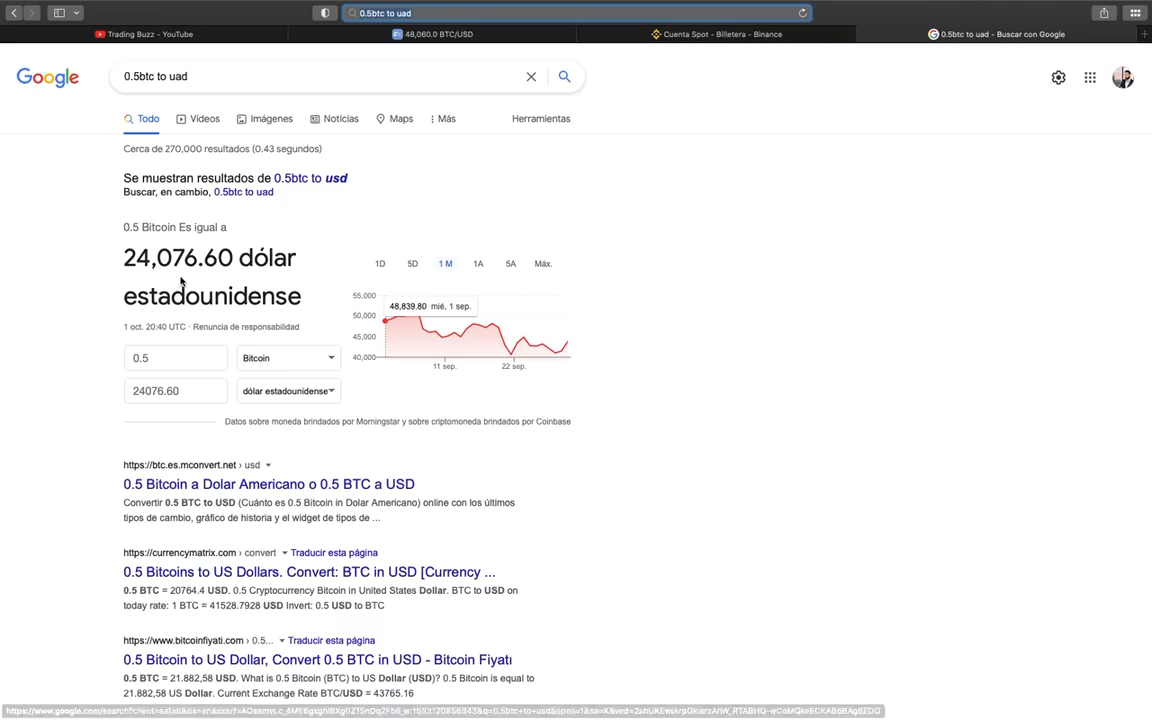 0.5btc to uad
Trading Buzz - YouTube
48,060.0 BTC/USD
Cuenta Spot - Billetera - Binance
0.5btc to uad - Buscar con Google
Google
0.5btc to uad
Todo
Vídeos
Imágenes
Noticias
Maps
Más
Herramientas
Cerca de 270,000 resultados (0.43 segundos)
Se muestran resultados de 0.5btc to usd
Buscar, en cambio, 0.5btc to uad
0.5 Bitcoin Es igual a
24,076.60 dólar
estadounidense
1 oct. 20:40 UTC · Renuncia de responsabilidad
0.5
Bitcoin
24076.60
dólar estadounidense
1D 5D 1 M 1A 5A Máx.
55,000
48,839.80 mié, 1 sep.
50,000
45,000
40,000
11 sep. 22 sep.
Datos sobre moneda brindados por Morningstar y sobre criptomoneda brindados por Coinbase
https://btc.es.mconvert.net › usd
0.5 Bitcoin a Dolar Americano o 0.5 BTC a USD
Convertir 0.5 BTC to USD (Cuánto es 0.5 Bitcoin in Dolar Americano) online con los últimos
tipos de cambio, gráfico de historia y el widget de tipos de ...
https://currencymatrix.com › convert Traducir esta página
0.5 Bitcoins to US Dollars. Convert: BTC in USD [Currency ...
0.5 BTC = 20764.4 USD. 0.5 Cryptocurrency Bitcoin in United States Dollar. BTC to USD on
today rate: 1 BTC = 41528.7928 USD Invert: 0.5 USD to BTC
https://www.bitcoinfiyati.com › 0.5... Traducir esta página
0.5 Bitcoin to US Dollar, Convert 0.5 BTC in USD - Bitcoin Fiyatı
0.5 BTC = 21.882,58 USD. What is 0.5 Bitcoin (BTC) to US Dollar (USD)? 0.5 Bitcoin is equal to
21.882,58 US Dollar. Current Exchange Rate BTC/USD = 43765.16